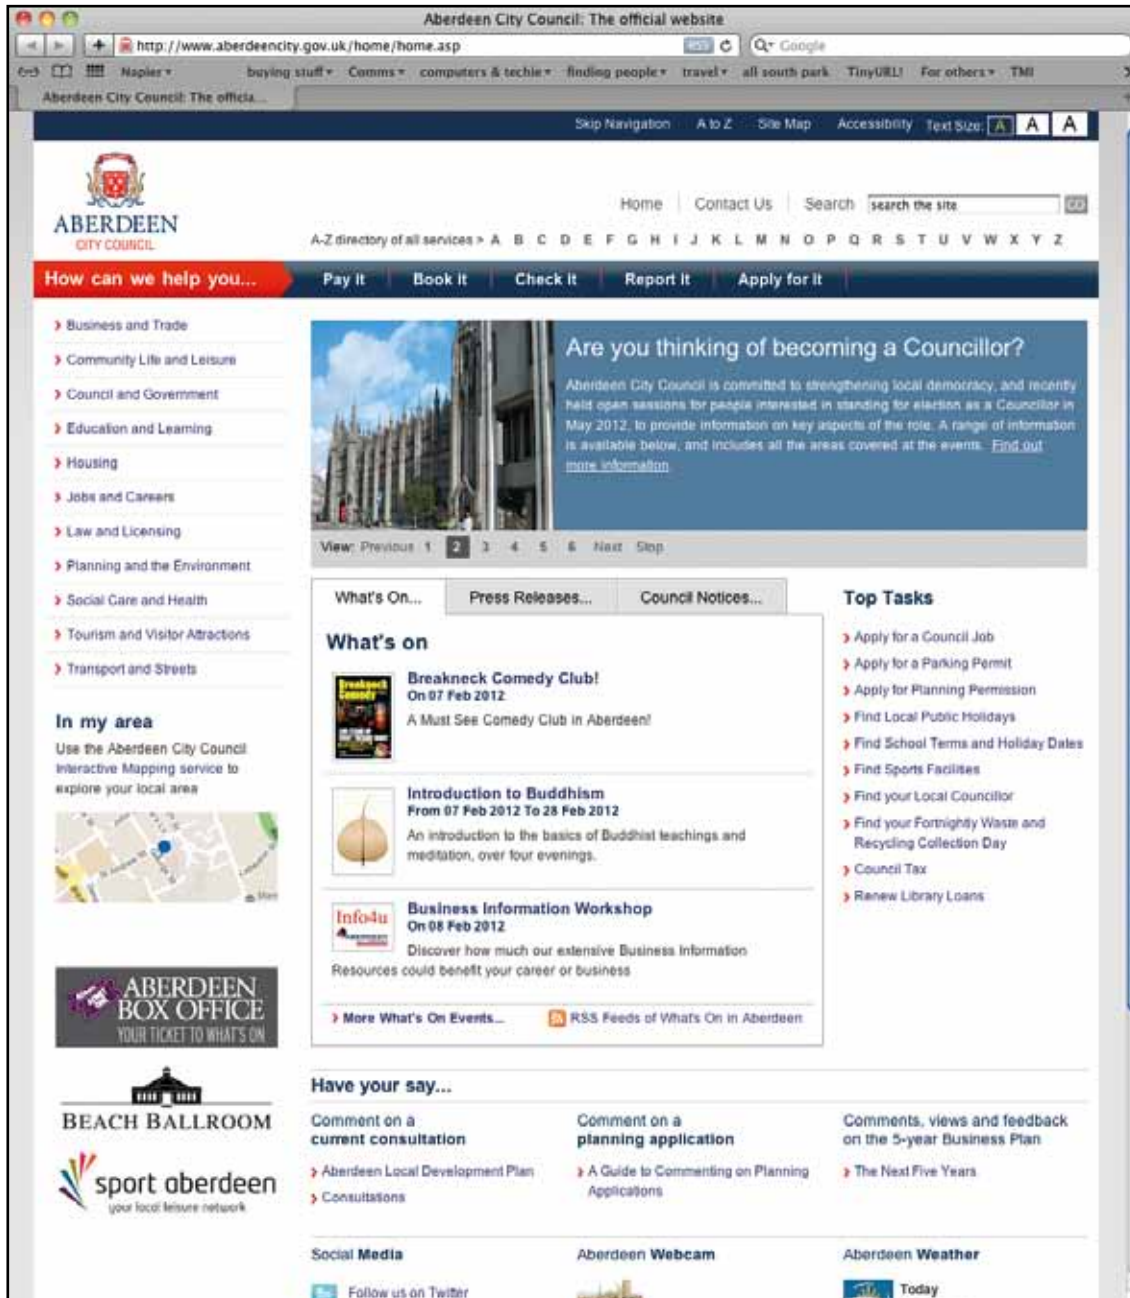 Aberdeen City Council: The official website
http://www.aberdeencity.gov.uk/home/home.asp
RSS
Google
Napier buying stuff Comms computers & techie finding people travel all south park TinyURL! For others TMI
Aberdeen City Council: The officia...
Skip Navigation A to Z Site Map Accessibility Text Size: A A A
ABERDEEN
CITY COUNCIL
Home Contact Us Search search the site GO
A-Z directory of all services > A B C D E F G H I J K L M N O P Q R S T U V W X Y Z
How can we help you... Pay it Book it Check it Report it Apply for it
Business and Trade
Community Life and Leisure
Council and Government
Education and Learning
Housing
Jobs and Careers
Law and Licensing
Planning and the Environment
Social Care and Health
Tourism and Visitor Attractions
Transport and Streets
In my area
Use the Aberdeen City Council
Interactive Mapping service to
explore your local area
ABERDEEN
BOX OFFICE
YOUR TICKET TO WHAT'S ON
BEACH BALLROOM
sport aberdeen
your local leisure network
Are you thinking of becoming a Councillor?
Aberdeen City Council is committed to strengthening local democracy, and recently
held open sessions for people interested in standing for election as a Councillor in
May 2012, to provide information on key aspects of the role. A range of information
is available below, and includes all the areas covered at the events. Find out
more information.
View: Previous 1 2 3 4 5 6 Next Stop
What's On... Press Releases... Council Notices...
What's on
Breakneck
Comedy
Breakneck Comedy Club!
On 07 Feb 2012
A Must See Comedy Club in Aberdeen!
Introduction to Buddhism
From 07 Feb 2012 To 28 Feb 2012
An introduction to the basics of Buddhist teachings and
meditation, over four evenings.
Info4u
Business Information Workshop
On 08 Feb 2012
Discover how much our extensive Business Information
Resources could benefit your career or business
More What's On Events... RSS Feeds of What's On in Aberdeen
Top Tasks
Apply for a Council Job
Apply for a Parking Permit
Apply for Planning Permission
Find Local Public Holidays
Find School Terms and Holiday Dates
Find Sports Facilities
Find your Local Councillor
Find your Fortnightly Waste and
Recycling Collection Day
Council Tax
Renew Library Loans
Have your say...
Comment on a
current consultation
Aberdeen Local Development Plan
Consultations
Comment on a
planning application
A Guide to Commenting on Planning
Applications
Comments, views and feedback
on the 5-year Business Plan
The Next Five Years
Social Media
Follow us on Twitter
Aberdeen Webcam
Aberdeen Weather
Today